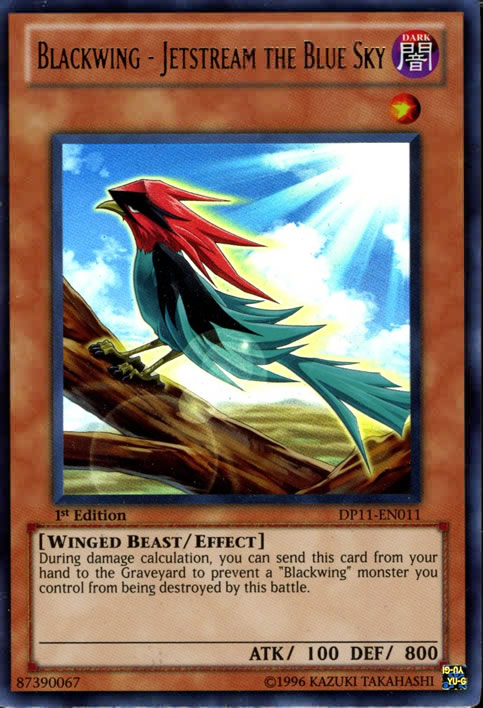 BLACKWING - JETSTREAM THE BLUE SKY
DARK
闇
1st Edition
DP11-EN011
[WINGED BEAST/EFFECT]
During damage calculation, you can send this card from your
hand to the Graveyard to prevent a "Blackwing" monster you
control from being destroyed by this battle.
ATK/ 100 DEF/ 800
87390067
©1996 KAZUKI TAKAHASHI